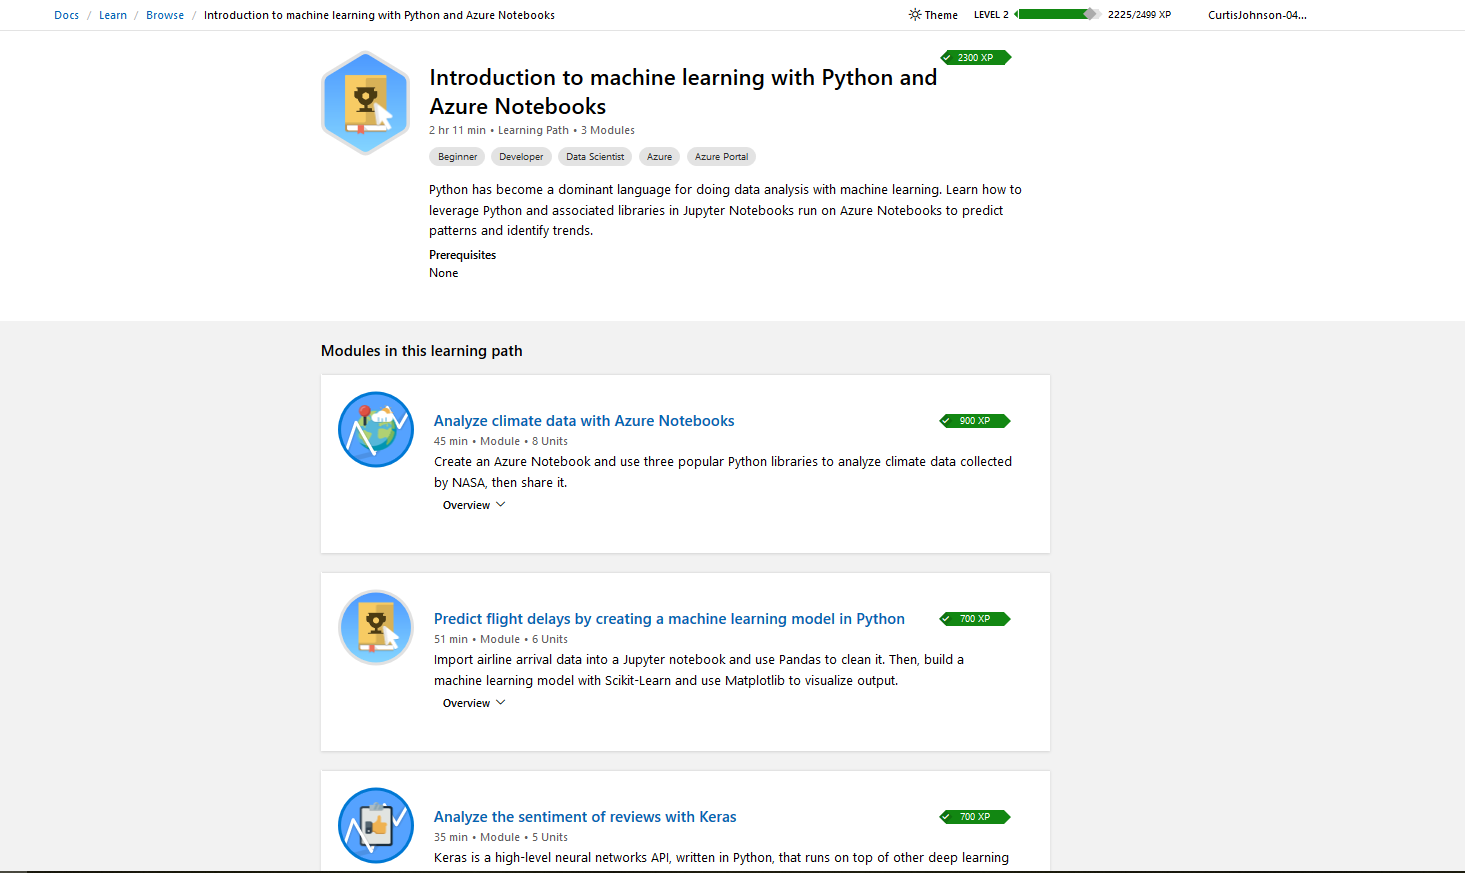 Docs / Learn / Browse / Introduction to machine learning with Python and Azure Notebooks
Theme LEVEL 2 2225/2499 XP CurtisJohnson-04...
2300 XP
Introduction to machine learning with Python and
Azure Notebooks
2 hr 11 min • Learning Path • 3 Modules
Beginner Developer Data Scientist Azure Azure Portal
Python has become a dominant language for doing data analysis with machine learning. Learn how to
leverage Python and associated libraries in Jupyter Notebooks run on Azure Notebooks to predict
patterns and identify trends.
Prerequisites
None
Modules in this learning path
Analyze climate data with Azure Notebooks 900 XP
45 min • Module • 8 Units
Create an Azure Notebook and use three popular Python libraries to analyze climate data collected
by NASA, then share it.
Overview
Predict flight delays by creating a machine learning model in Python 700 XP
51 min • Module • 6 Units
Import airline arrival data into a Jupyter notebook and use Pandas to clean it. Then, build a
machine learning model with Scikit-Learn and use Matplotlib to visualize output.
Overview
Analyze the sentiment of reviews with Keras 700 XP
35 min • Module • 5 Units
Keras is a high-level neural networks API, written in Python, that runs on top of other deep learning